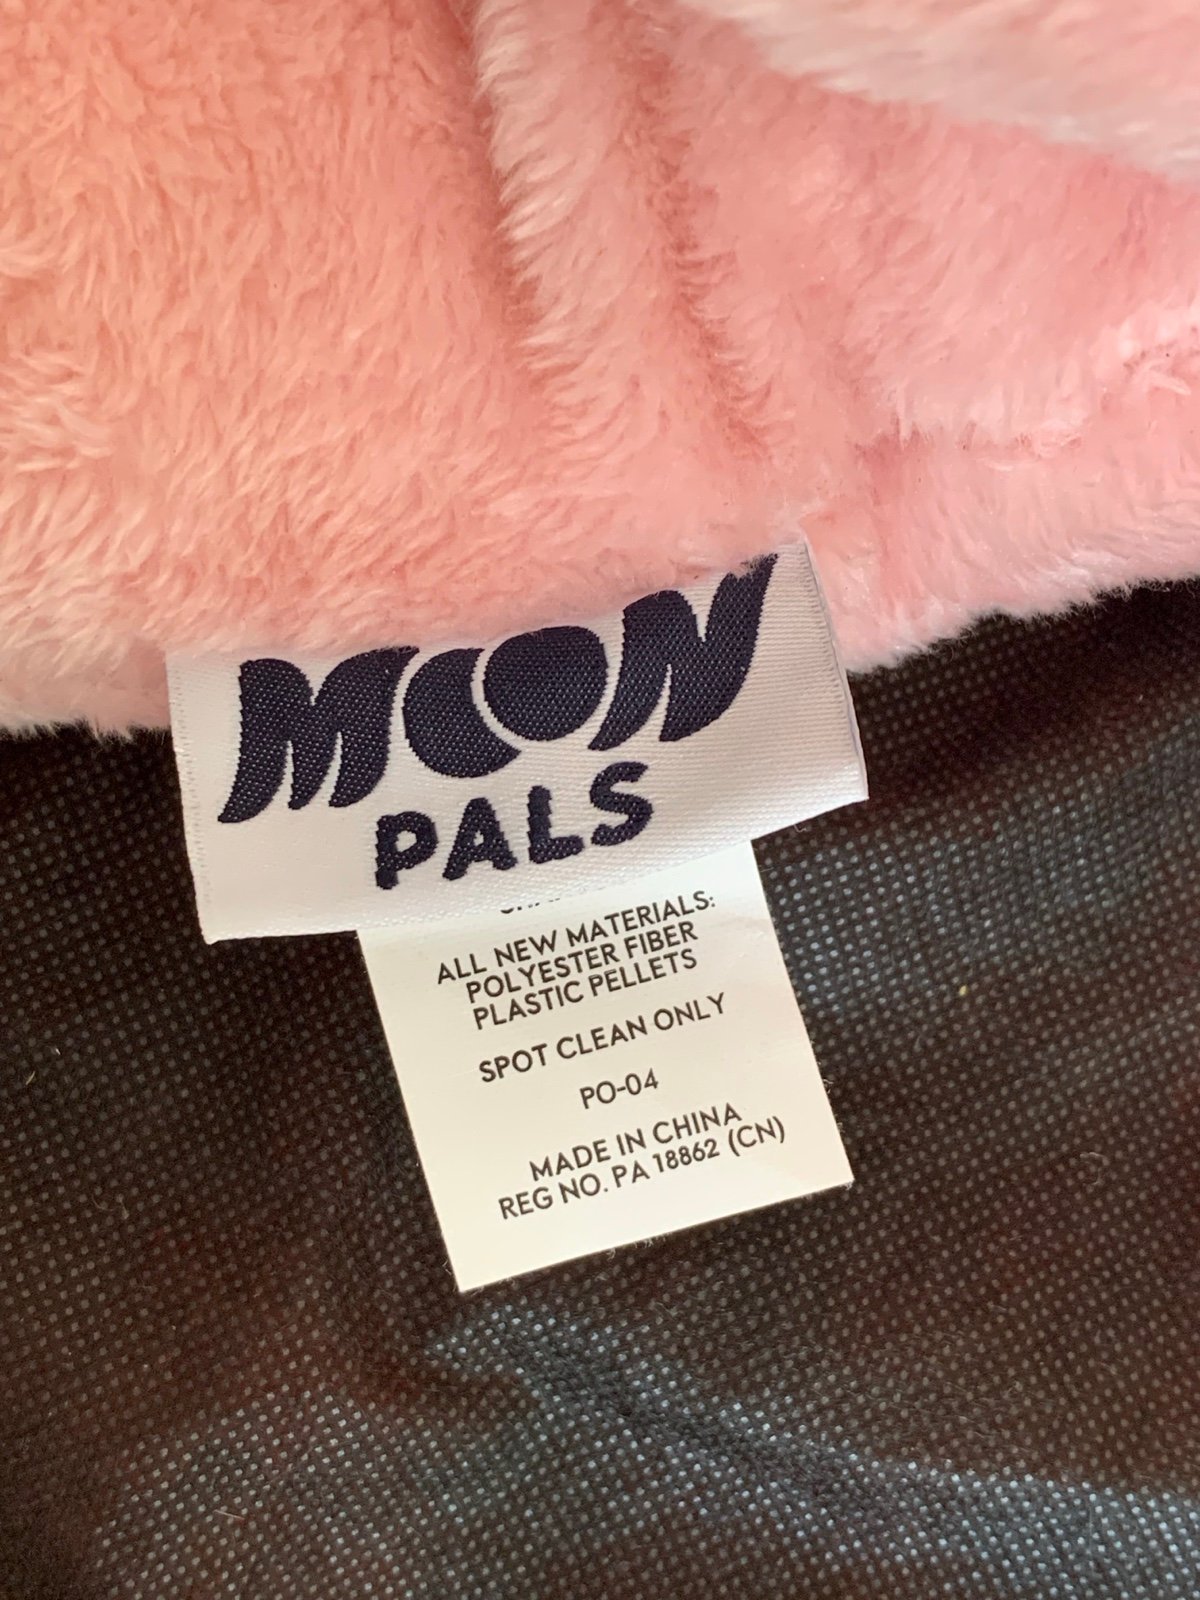 MOON
PALS
ALL NEW MATERIALS:
POLYESTER FIBER
PLASTIC PELLETS
SPOT CLEAN ONLY
PO-04
MADE IN CHINA
REG NO. PA 18862 (CN)